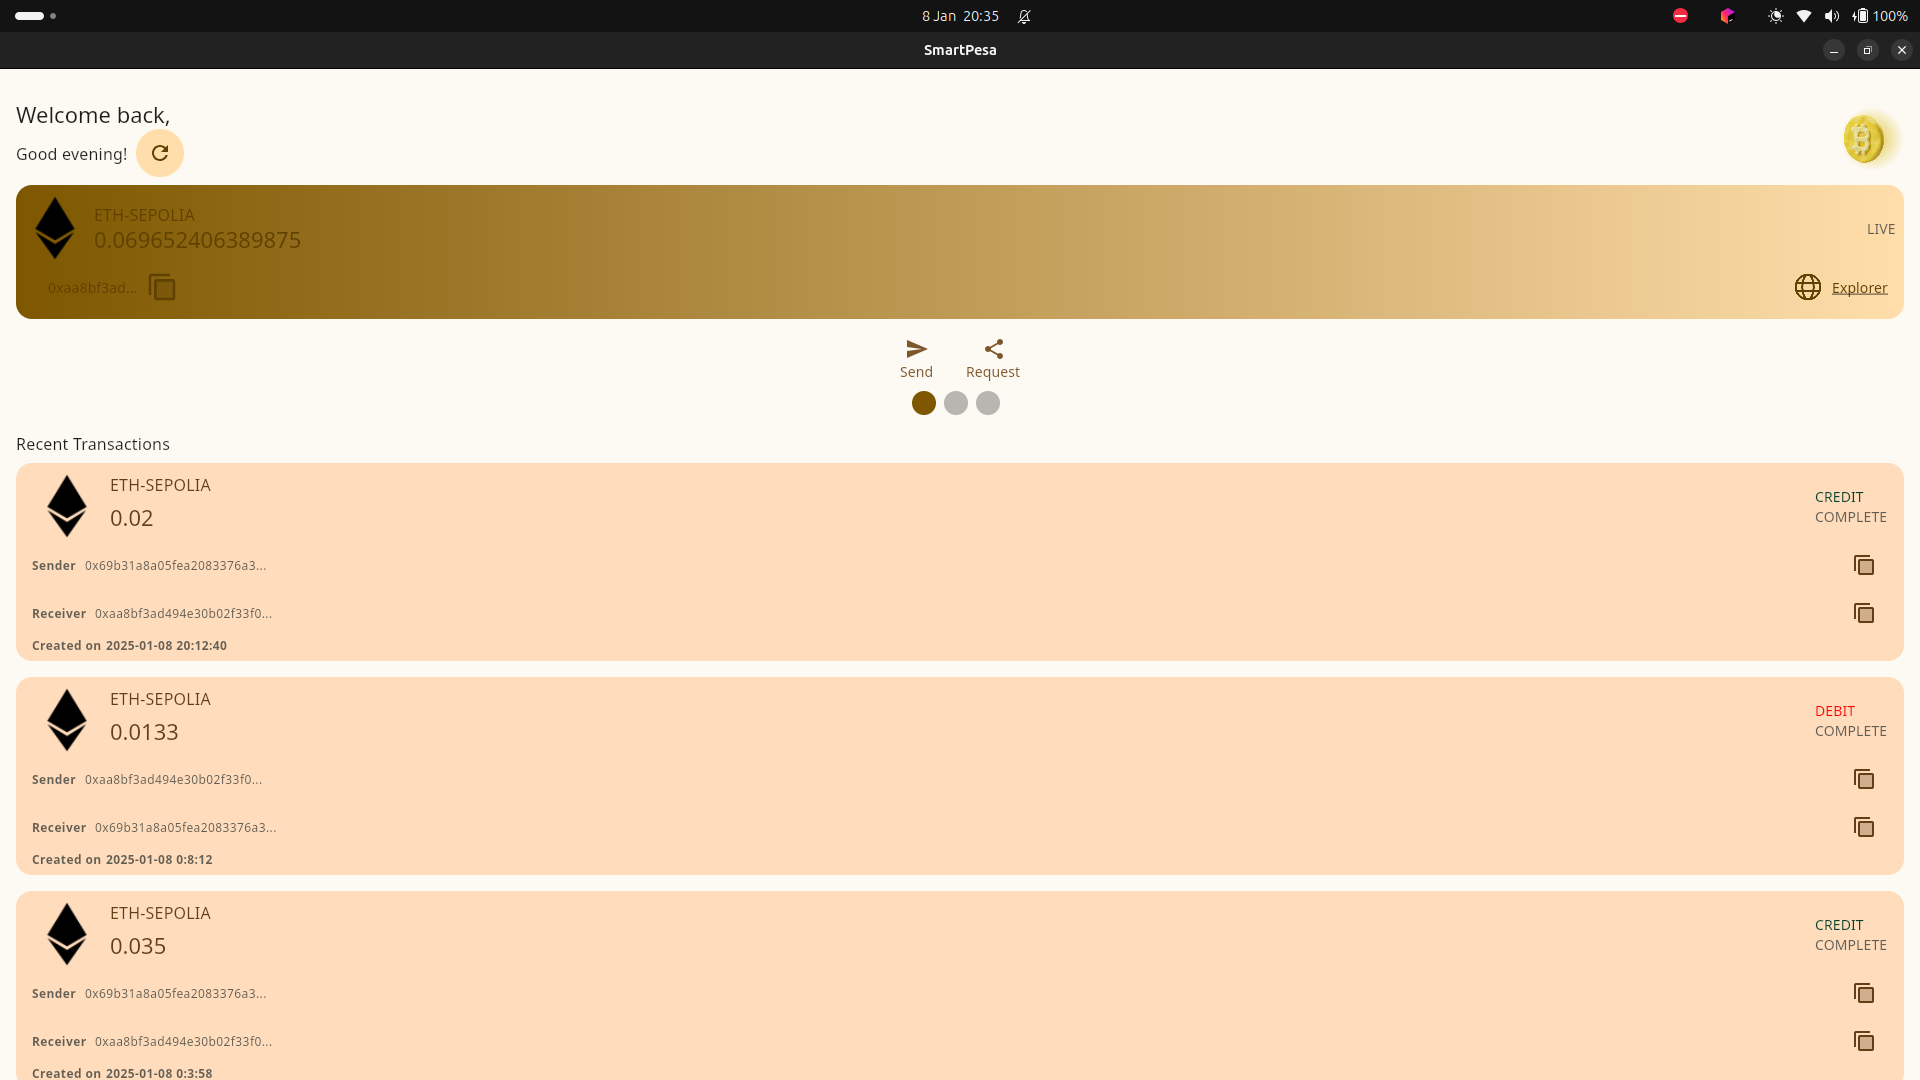 8 Jan 20:35
100%
SmartPesa
Welcome back,
Good evening!
ETH-SEPOLIA
0.069652406389875
LIVE
0xaa8bf3ad...
Explorer
Send Request
Recent Transactions
ETH-SEPOLIA
0.02
CREDIT
COMPLETE
Sender 0x69b31a8a05fea2083376a3...
Receiver 0xaa8bf3ad494e30b02f33f0...
Created on 2025-01-08 20:12:40
ETH-SEPOLIA
0.0133
DEBIT
COMPLETE
Sender 0xaa8bf3ad494e30b02f33f0...
Receiver 0x69b31a8a05fea2083376a3...
Created on 2025-01-08 0:8:12
ETH-SEPOLIA
0.035
CREDIT
COMPLETE
Sender 0x69b31a8a05fea2083376a3...
Receiver 0xaa8bf3ad494e30b02f33f0...
Created on 2025-01-08 0:3:58